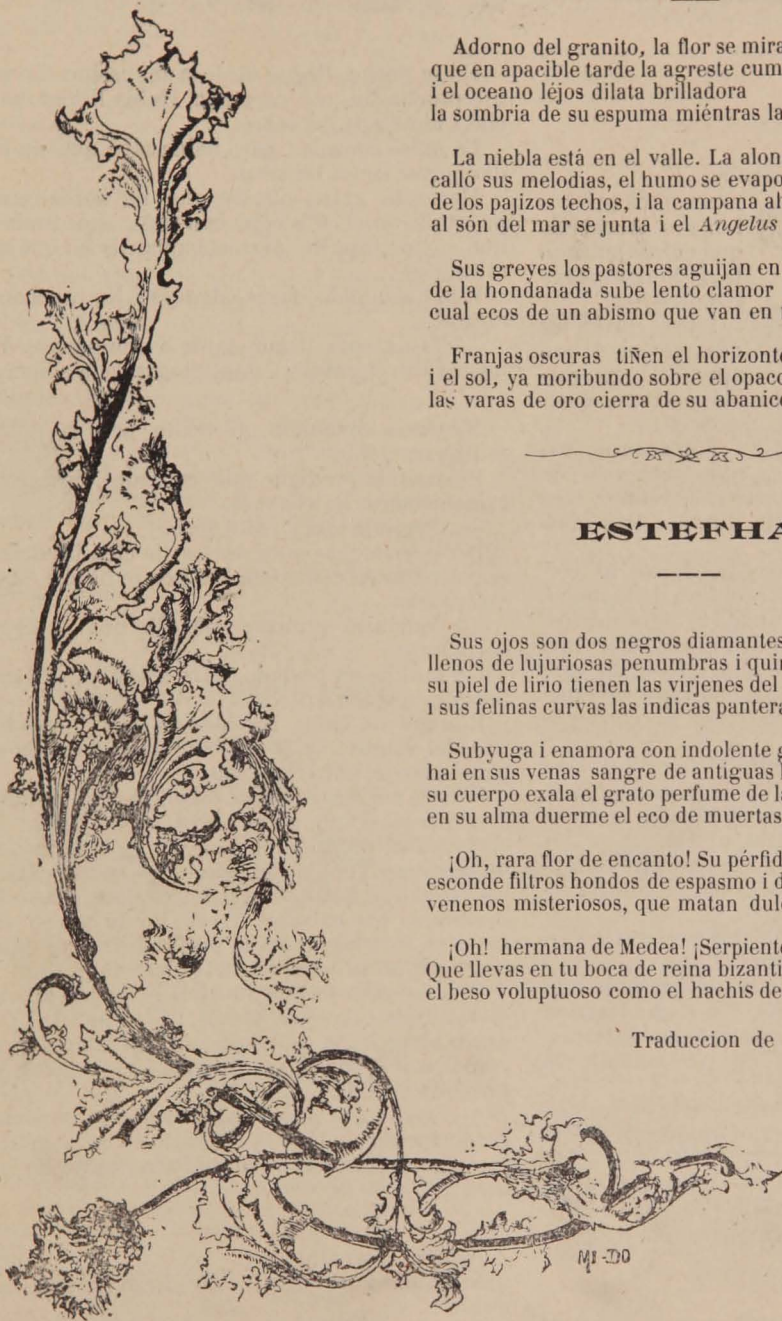 Adorno del granito, la flor se mira
que en apacible tarde la agreste cum
i el oceano léjos dilata brilladora
la sombria de su espuma miéntras la
La niebla está en el valle. La alon
calló sus melodias, el humo se evapo
de los pajizos techos, i la campana al
al són del mar se junta i el Angelus
Sus greyes los pastores aguijan en
de la hondanada sube lento clamor
cual ecos de un abismo que van en
Franjas oscuras tiñen el horizonte
i el sol, ya moribundo sobre el opaco
las varas de oro cierra de su abanico
ESTEFHA
Sus ojos son dos negros diamantes
llenos de lujuriosas penumbras i qui
su piel de lirio tienen las virjenes del
i sus felinas curvas las indicas pantera
Subyuga i enamora con indolente g
hai en sus venas sangre de antiguas
su cuerpo exala el grato perfume de la
en su alma duerme el eco de muertas
¡Oh, rara flor de encanto! Su pérfid
esconde filtros hondos de espasmo i d
venenos misteriosos, que matan dul
¡Oh! hermana de Medea! ¡Serpiente
Que llevas en tu boca de reina bizanti
el beso voluptuoso como el hachis de
Traduccion de
MI-DO